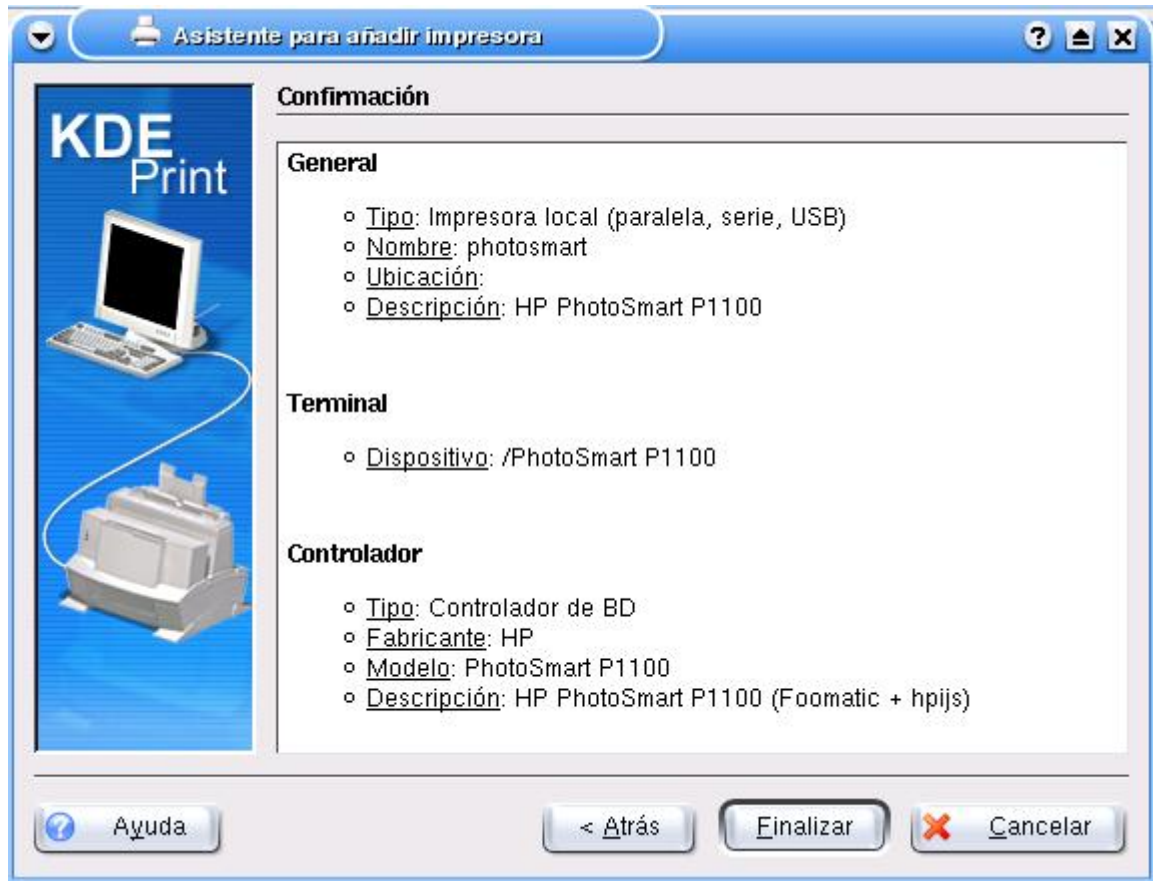 Asistente para añadir impresora
KDE
Print
Confirmación
General
Tipo: Impresora local (paralela, serie, USB)
Nombre: photosmart
Ubicación:
Descripción: HP PhotoSmart P1100
Terminal
Dispositivo: /PhotoSmart P1100
Controlador
Tipo: Controlador de BD
Fabricante: HP
Modelo: PhotoSmart P1100
Descripción: HP PhotoSmart P1100 (Foomatic + hpijs)
Ayuda
< Atrás
Finalizar
Cancelar